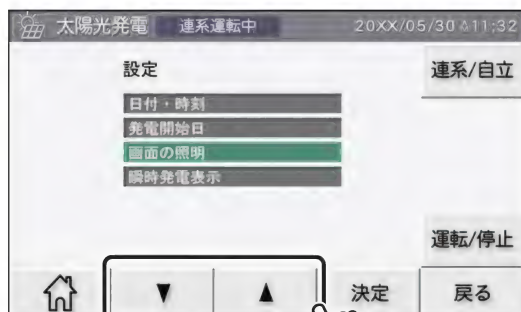 太陽光発電 連系運転中 20XX/05/30 11:32
設定
連系/自立
日付・時刻
発電開始日
画面の照明
瞬時発電表示
運転/停止
▼ ▲ 決定 戻る